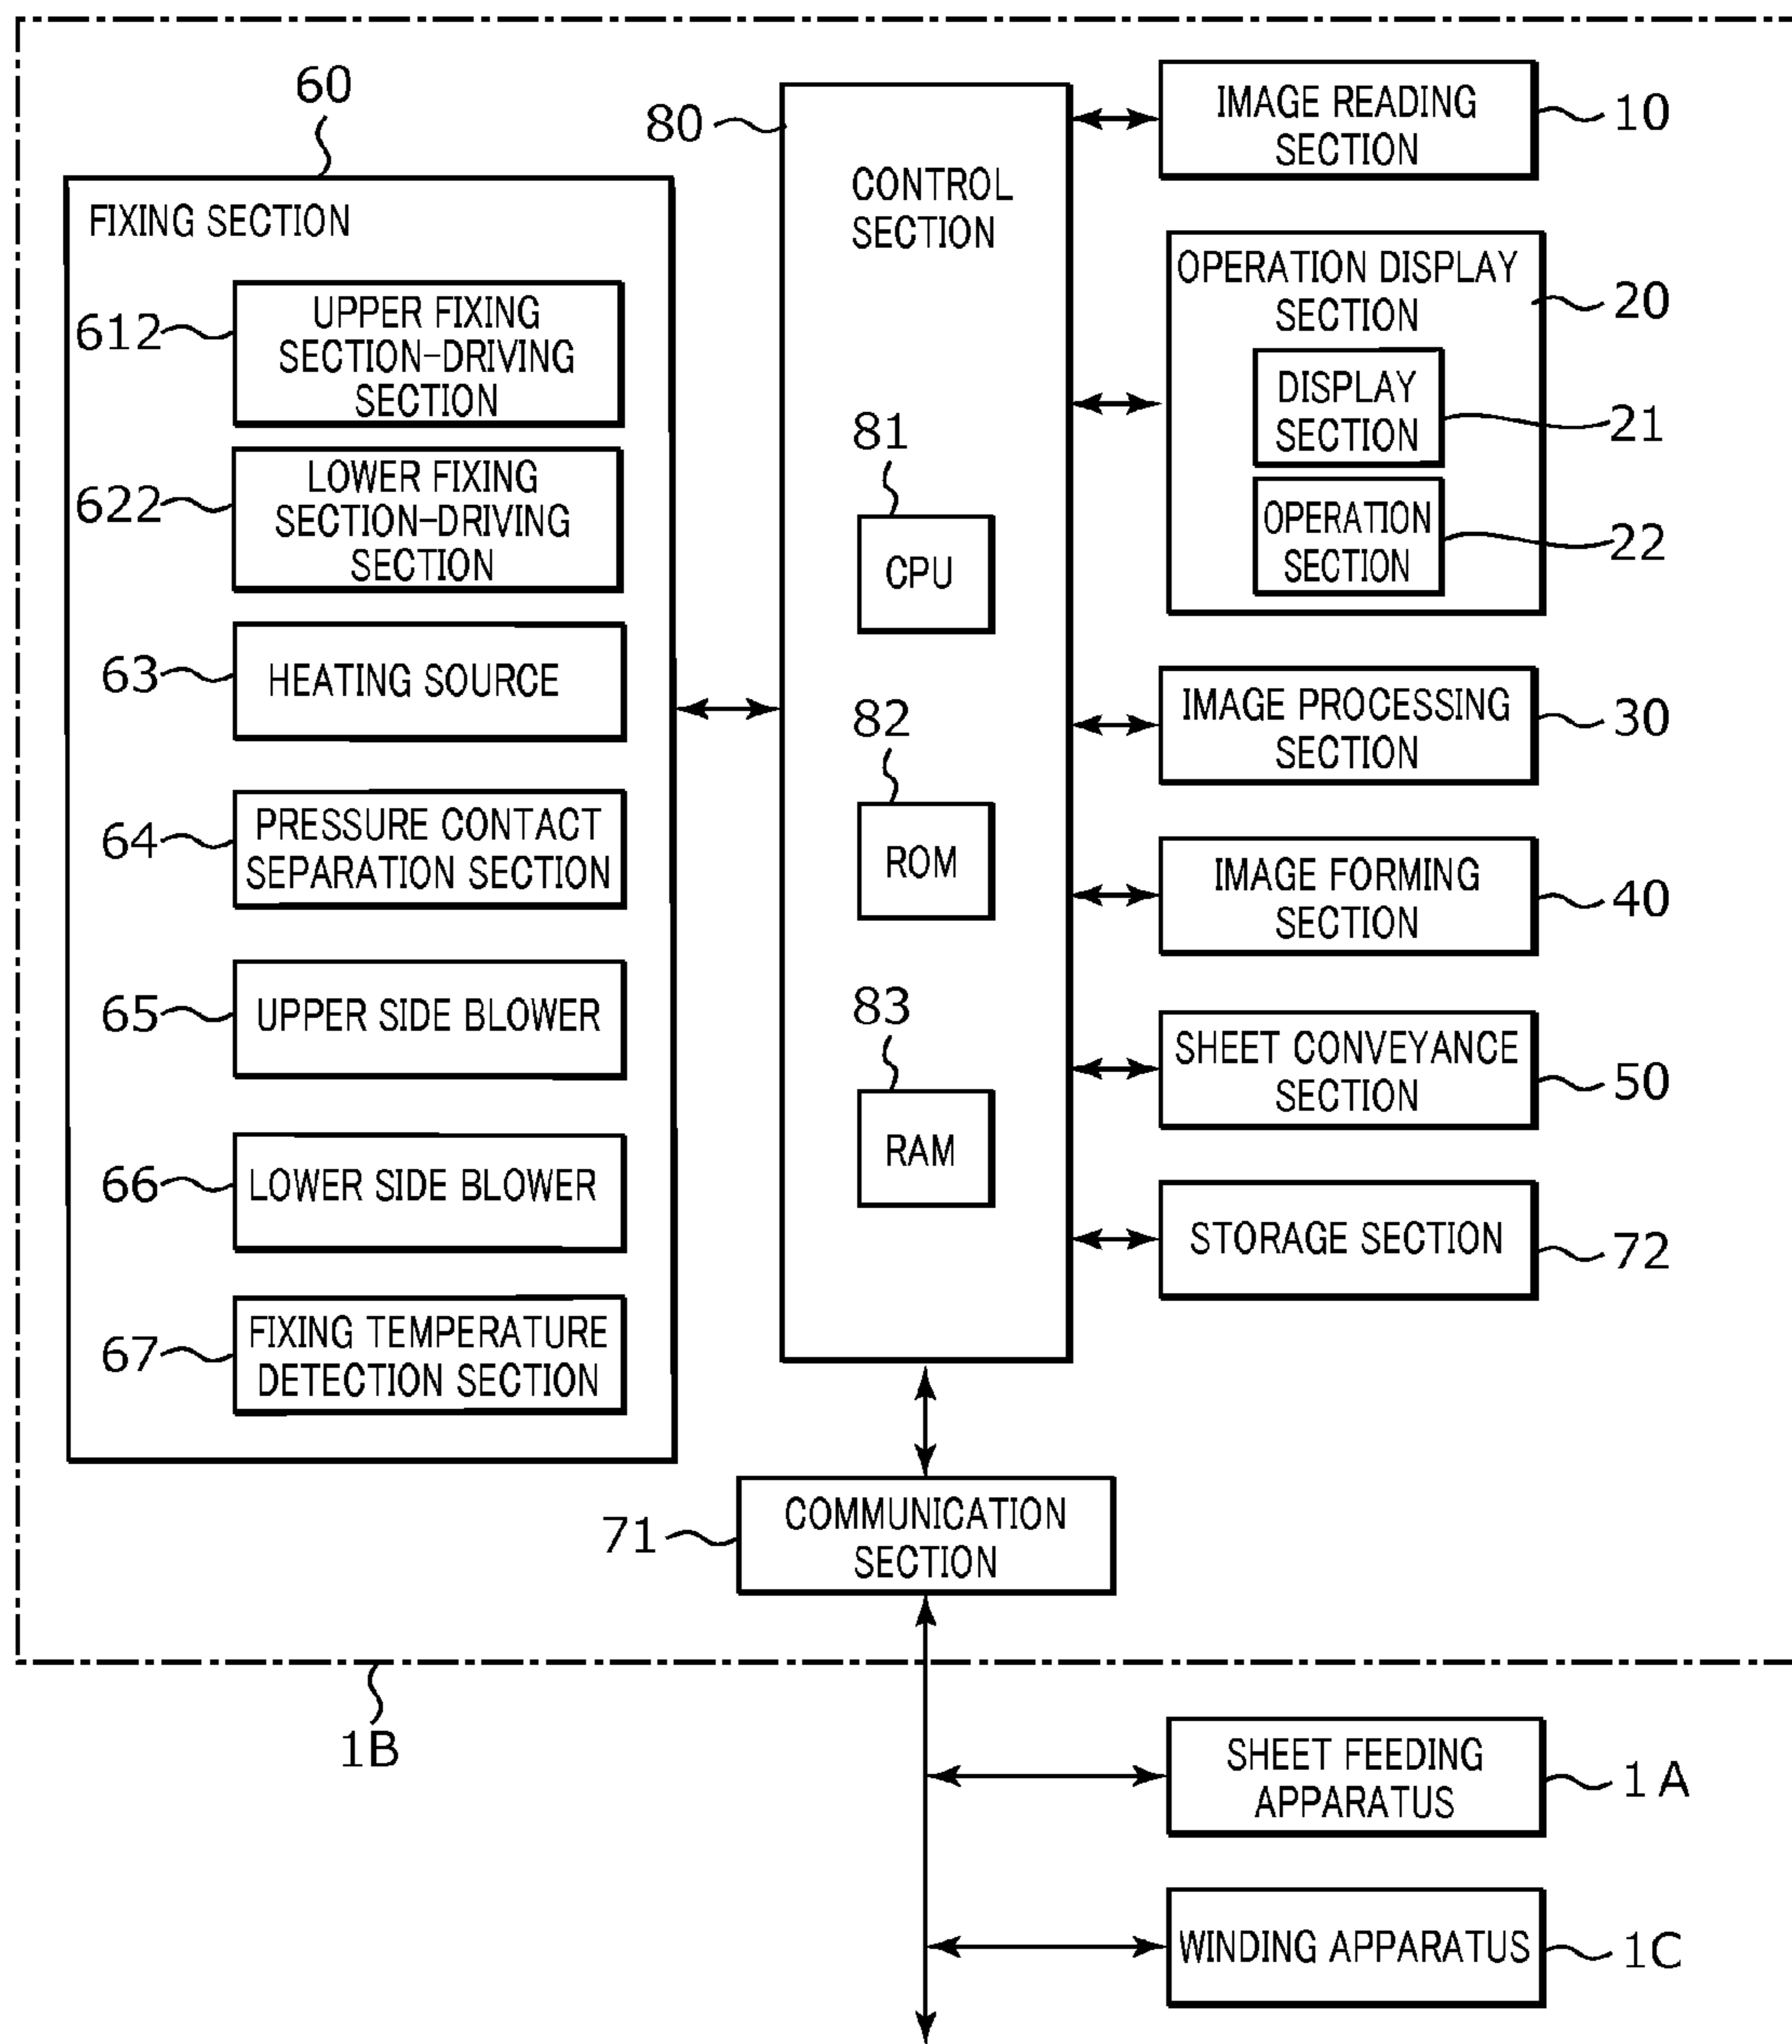 60
FIXING SECTION
612
UPPER FIXING
SECTION-DRIVING
SECTION
622
LOWER FIXING
SECTION-DRIVING
SECTION
63
HEATING SOURCE
64
PRESSURE CONTACT
SEPARATION SECTION
65
UPPER SIDE BLOWER
66
LOWER SIDE BLOWER
67
FIXING TEMPERATURE
DETECTION SECTION
80
CONTROL
SECTION
81
CPU
82
ROM
83
RAM
IMAGE READING
SECTION
10
OPERATION DISPLAY
SECTION
20
DISPLAY
SECTION
21
OPERATION
SECTION
22
IMAGE PROCESSING
SECTION
30
IMAGE FORMING
SECTION
40
SHEET CONVEYANCE
SECTION
50
STORAGE SECTION
72
71
COMMUNICATION
SECTION
1B
SHEET FEEDING
APPARATUS
1A
WINDING APPARATUS
1C